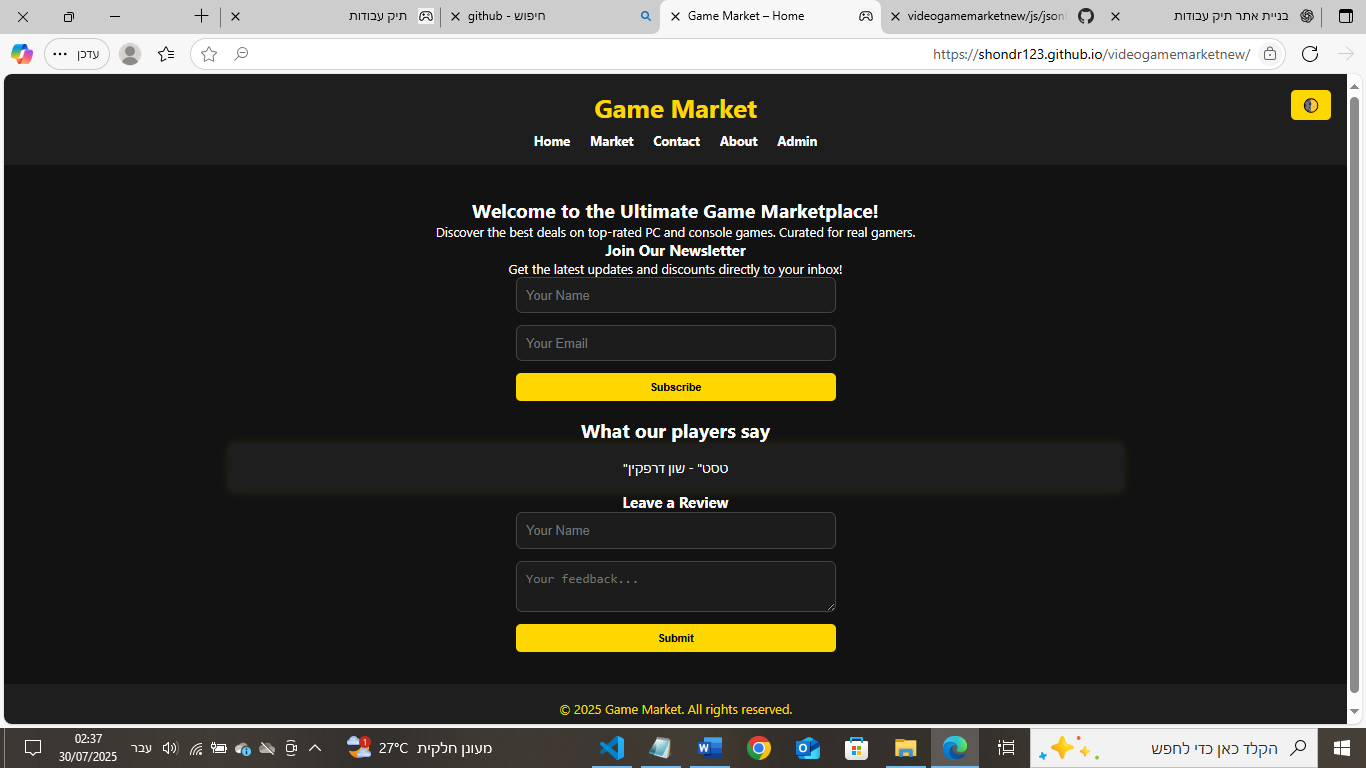 תיק עבודות
חיפוש - github
Game Market – Home
videogamemarketnew/js/json
בניית אתר תיק עבודות
עדכן
https://shondr123.github.io/videogamemarketnew/
Game Market
Home Market Contact About Admin
Welcome to the Ultimate Game Marketplace!
Discover the best deals on top-rated PC and console games. Curated for real gamers.
Join Our Newsletter
Get the latest updates and discounts directly to your inbox!
Your Name
Your Email
Subscribe
What our players say
"טסט" - שון דרפקין
Leave a Review
Your Name
Your feedback...
Submit
© 2025 Game Market. All rights reserved.
02:37
30/07/2025
עבר
1
27°C מעונן חלקית
הקלד כאן כדי לחפש